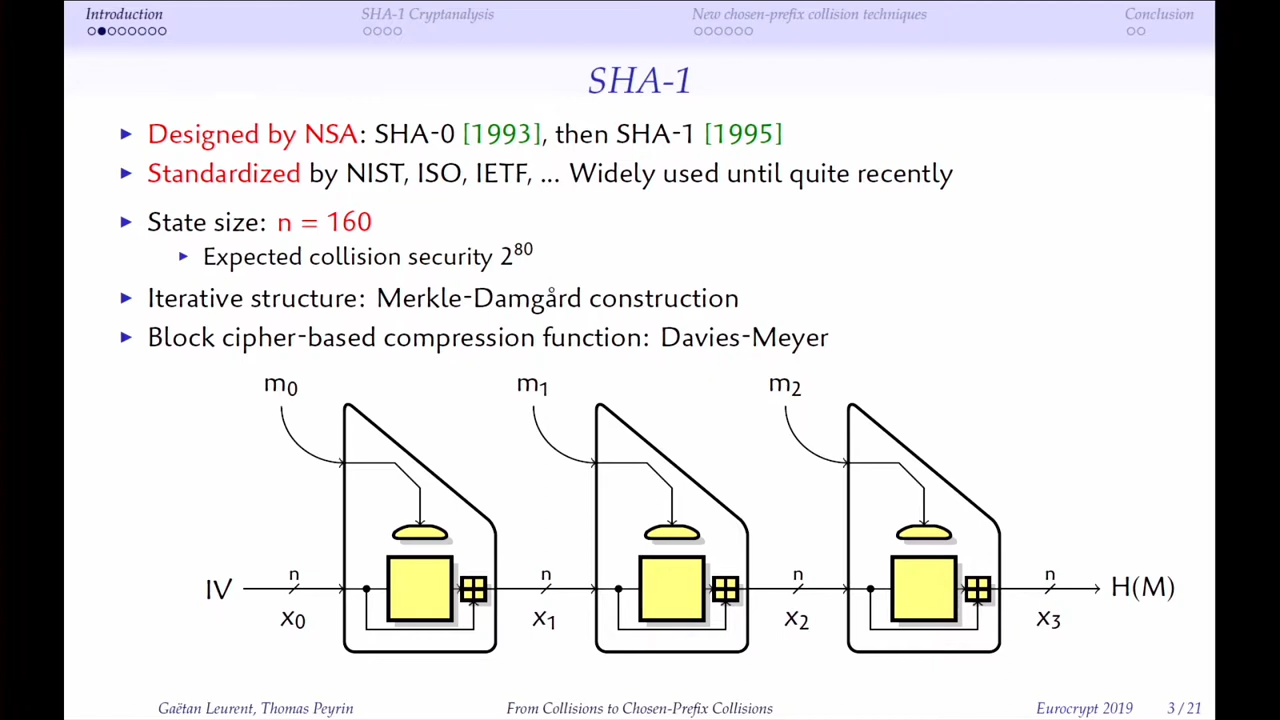 Introduction
SHA-1 Cryptanalysis
New chosen-prefix collision techniques
Conclusion
SHA-1
Designed by NSA: SHA-0 [1993], then SHA-1 [1995]
Standardized by NIST, ISO, IETF, ... Widely used until quite recently
State size: n = 160
Expected collision security 2⁸⁰
Iterative structure: Merkle-Damgård construction
Block cipher-based compression function: Davies-Meyer
m₀ m₁ m₂
n n n n
IV H(M)
x₀ x₁ x₂ x₃
Gaëtan Leurent, Thomas Peyrin From Collisions to Chosen-Prefix Collisions Eurocrypt 2019 3 / 21